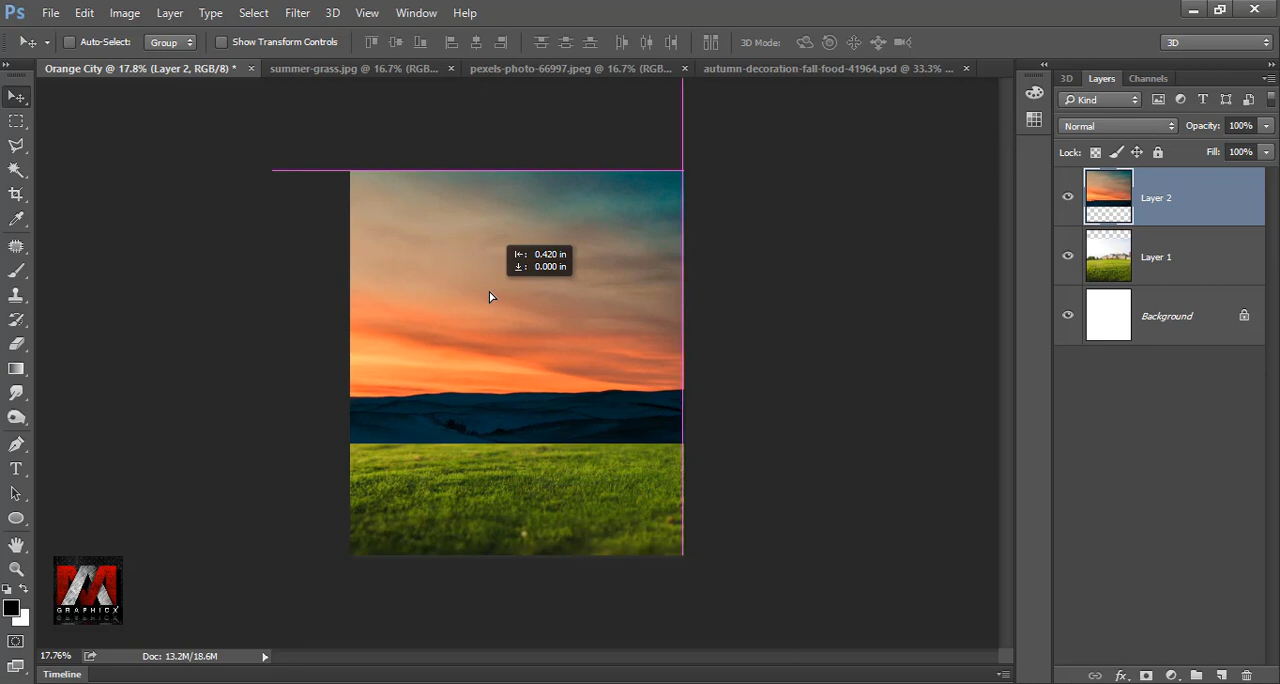 Ps File Edit Image Layer Type Select Filter 3D View Window Help
Auto-Select: Group Show Transform Controls 3D Mode: 3D
Orange City @ 17.8% (Layer 2, RGB/8) * × summer-grass.jpg @ 16.7% (RGB... × pexels-photo-66997.jpeg @ 16.7% (RGB... × autumn-decoration-fall-food-41964.psd @ 33.3% ... ×
3D Layers Channels
Kind
Normal Opacity: 100%
Lock: Fill: 100%
Layer 2
0.420 in
0.000 in
Layer 1
Background
GRAPHICX
17.76% Doc: 13.2M/18.6M
Timeline